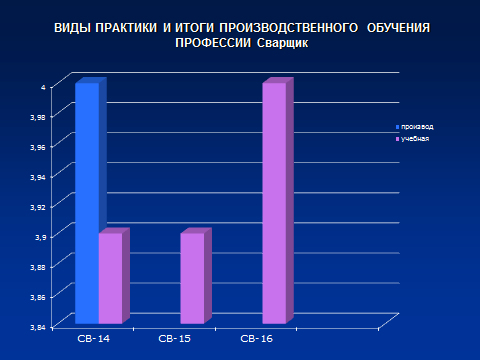 ВИДЫ ПРАКТИКИ И ИТОГИ ПРОИЗВОДСТВЕННОГО ОБУЧЕНИЯ
ПРОФЕССИИ Сварщик
4
3,98
3,96
3,94
3,92
3,9
3,88
3,86
3,84
СВ-14
СВ-15
СВ-16
производ
учебная